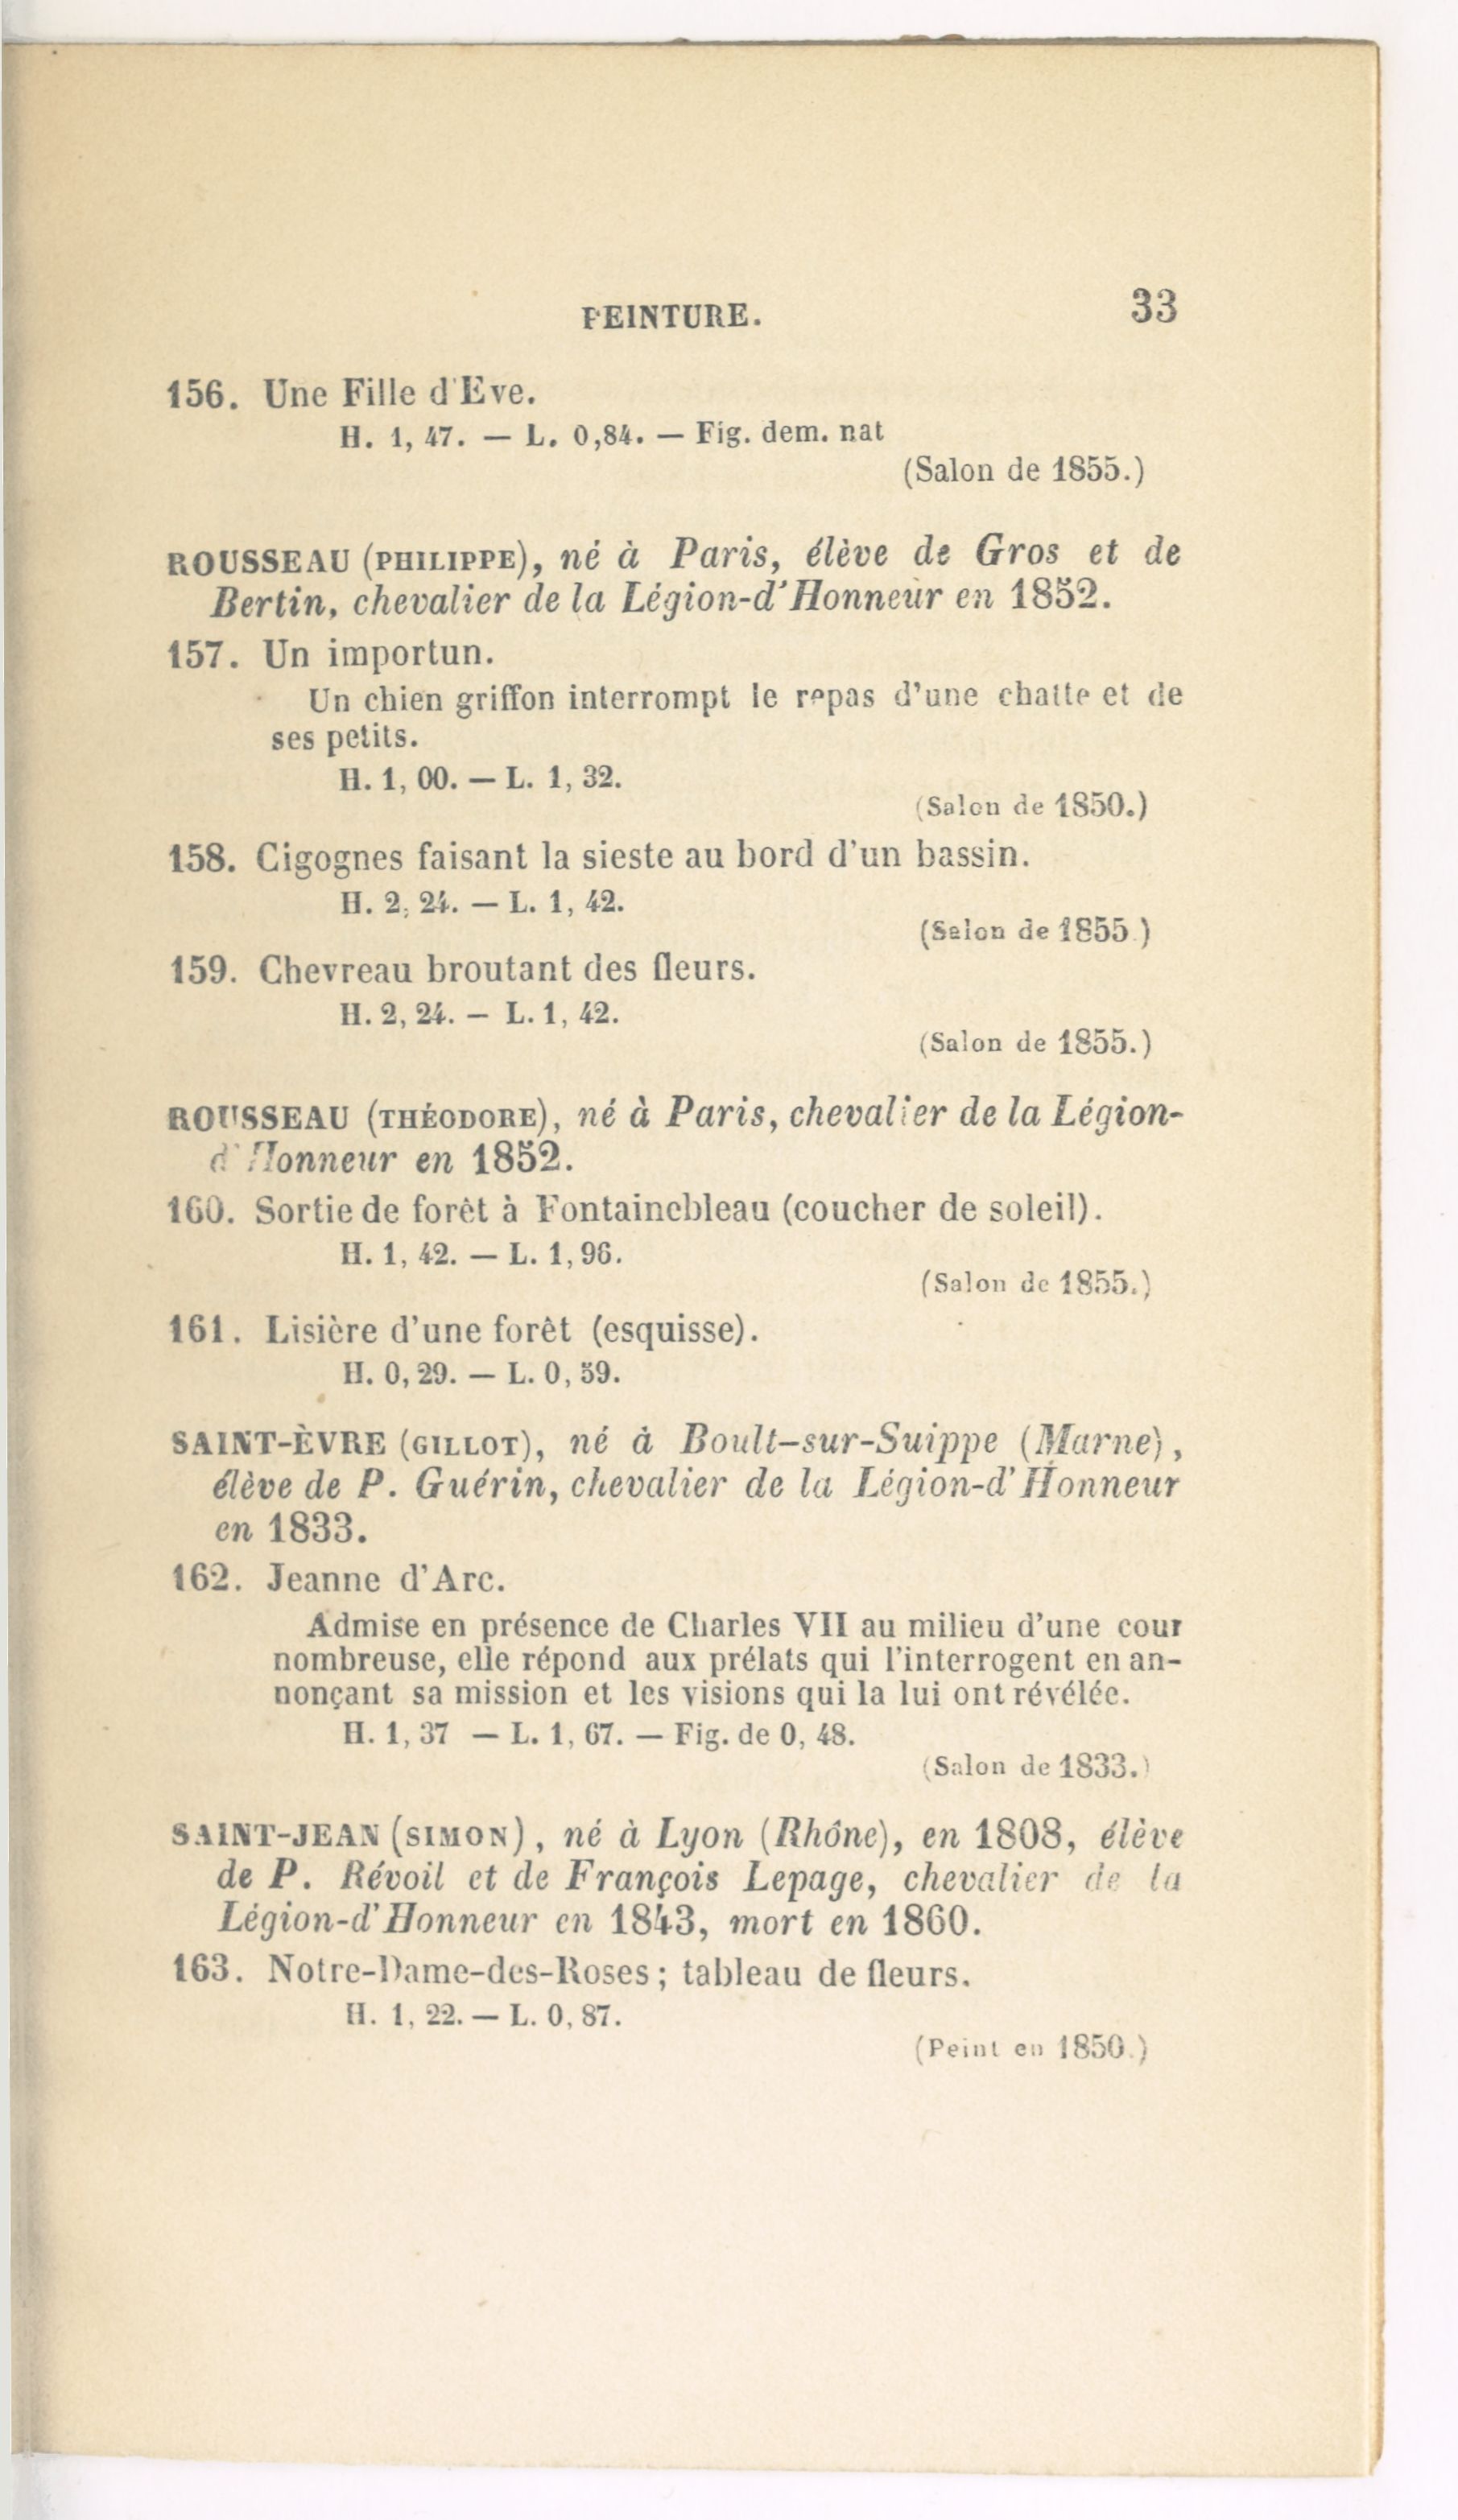 PEINTURE. 33
156. Une Fille d'Eve.
H. 1, 47. — L. 0,84. — Fig. dem. nat
(Salon de 1855.)
ROUSSEAU (PHILIPPE), né à Paris, élève de Gros et de
Bertin, chevalier de la Légion-d'Honneur en 1852.
157. Un importun.
Un chien griffon interrompt le repas d'une chatte et de
ses petits.
H. 1, 00. — L. 1, 32.
(Salon de 1850.)
158. Cigognes faisant la sieste au bord d'un bassin.
H. 2, 24. — L. 1, 42.
(Salon de 1855.)
159. Chevreau broutant des fleurs.
H. 2, 24. — L. 1, 42.
(Salon de 1855.)
ROUSSEAU (THÉODORE), né à Paris, chevalier de la Légion-
d'Honneur en 1852.
160. Sortie de forêt à Fontainebleau (coucher de soleil).
H. 1, 42. — L. 1, 96.
(Salon de 1855.)
161. Lisière d'une forêt (esquisse).
H. 0, 29. — L. 0, 59.
SAINT-ÈVRE (GILLOT), né à Boult-sur-Suippe (Marne),
élève de P. Guérin, chevalier de la Légion-d'Honneur
en 1833.
162. Jeanne d'Arc.
Admise en présence de Charles VII au milieu d'une cour
nombreuse, elle répond aux prélats qui l'interrogent en an-
nonçant sa mission et les visions qui la lui ont révélée.
H. 1, 37 — L. 1, 67. — Fig. de 0, 48.
(Salon de 1833.)
SAINT-JEAN (SIMON), né à Lyon (Rhône), en 1808, élève
de P. Révoil et de François Lepage, chevalier de la
Légion-d'Honneur en 1843, mort en 1860.
163. Notre-Dame-des-Roses; tableau de fleurs.
H. 1, 22. — L. 0, 87.
(Peint en 1850.)